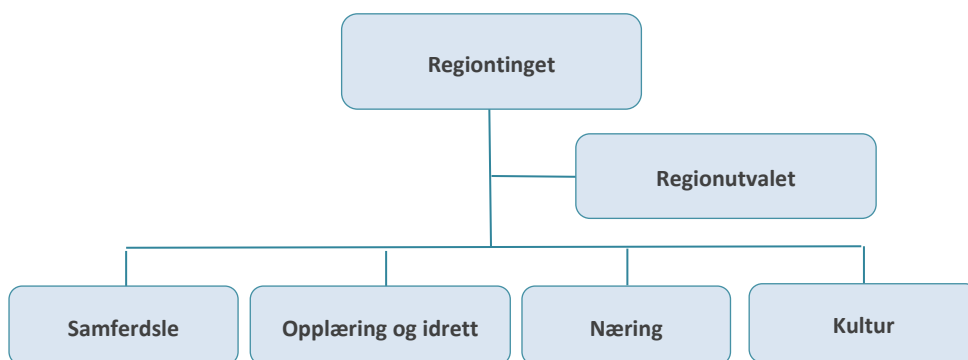 Regiontinget
Regionutvalet
Samferdsle
Opplæring og idrett
Næring
Kultur